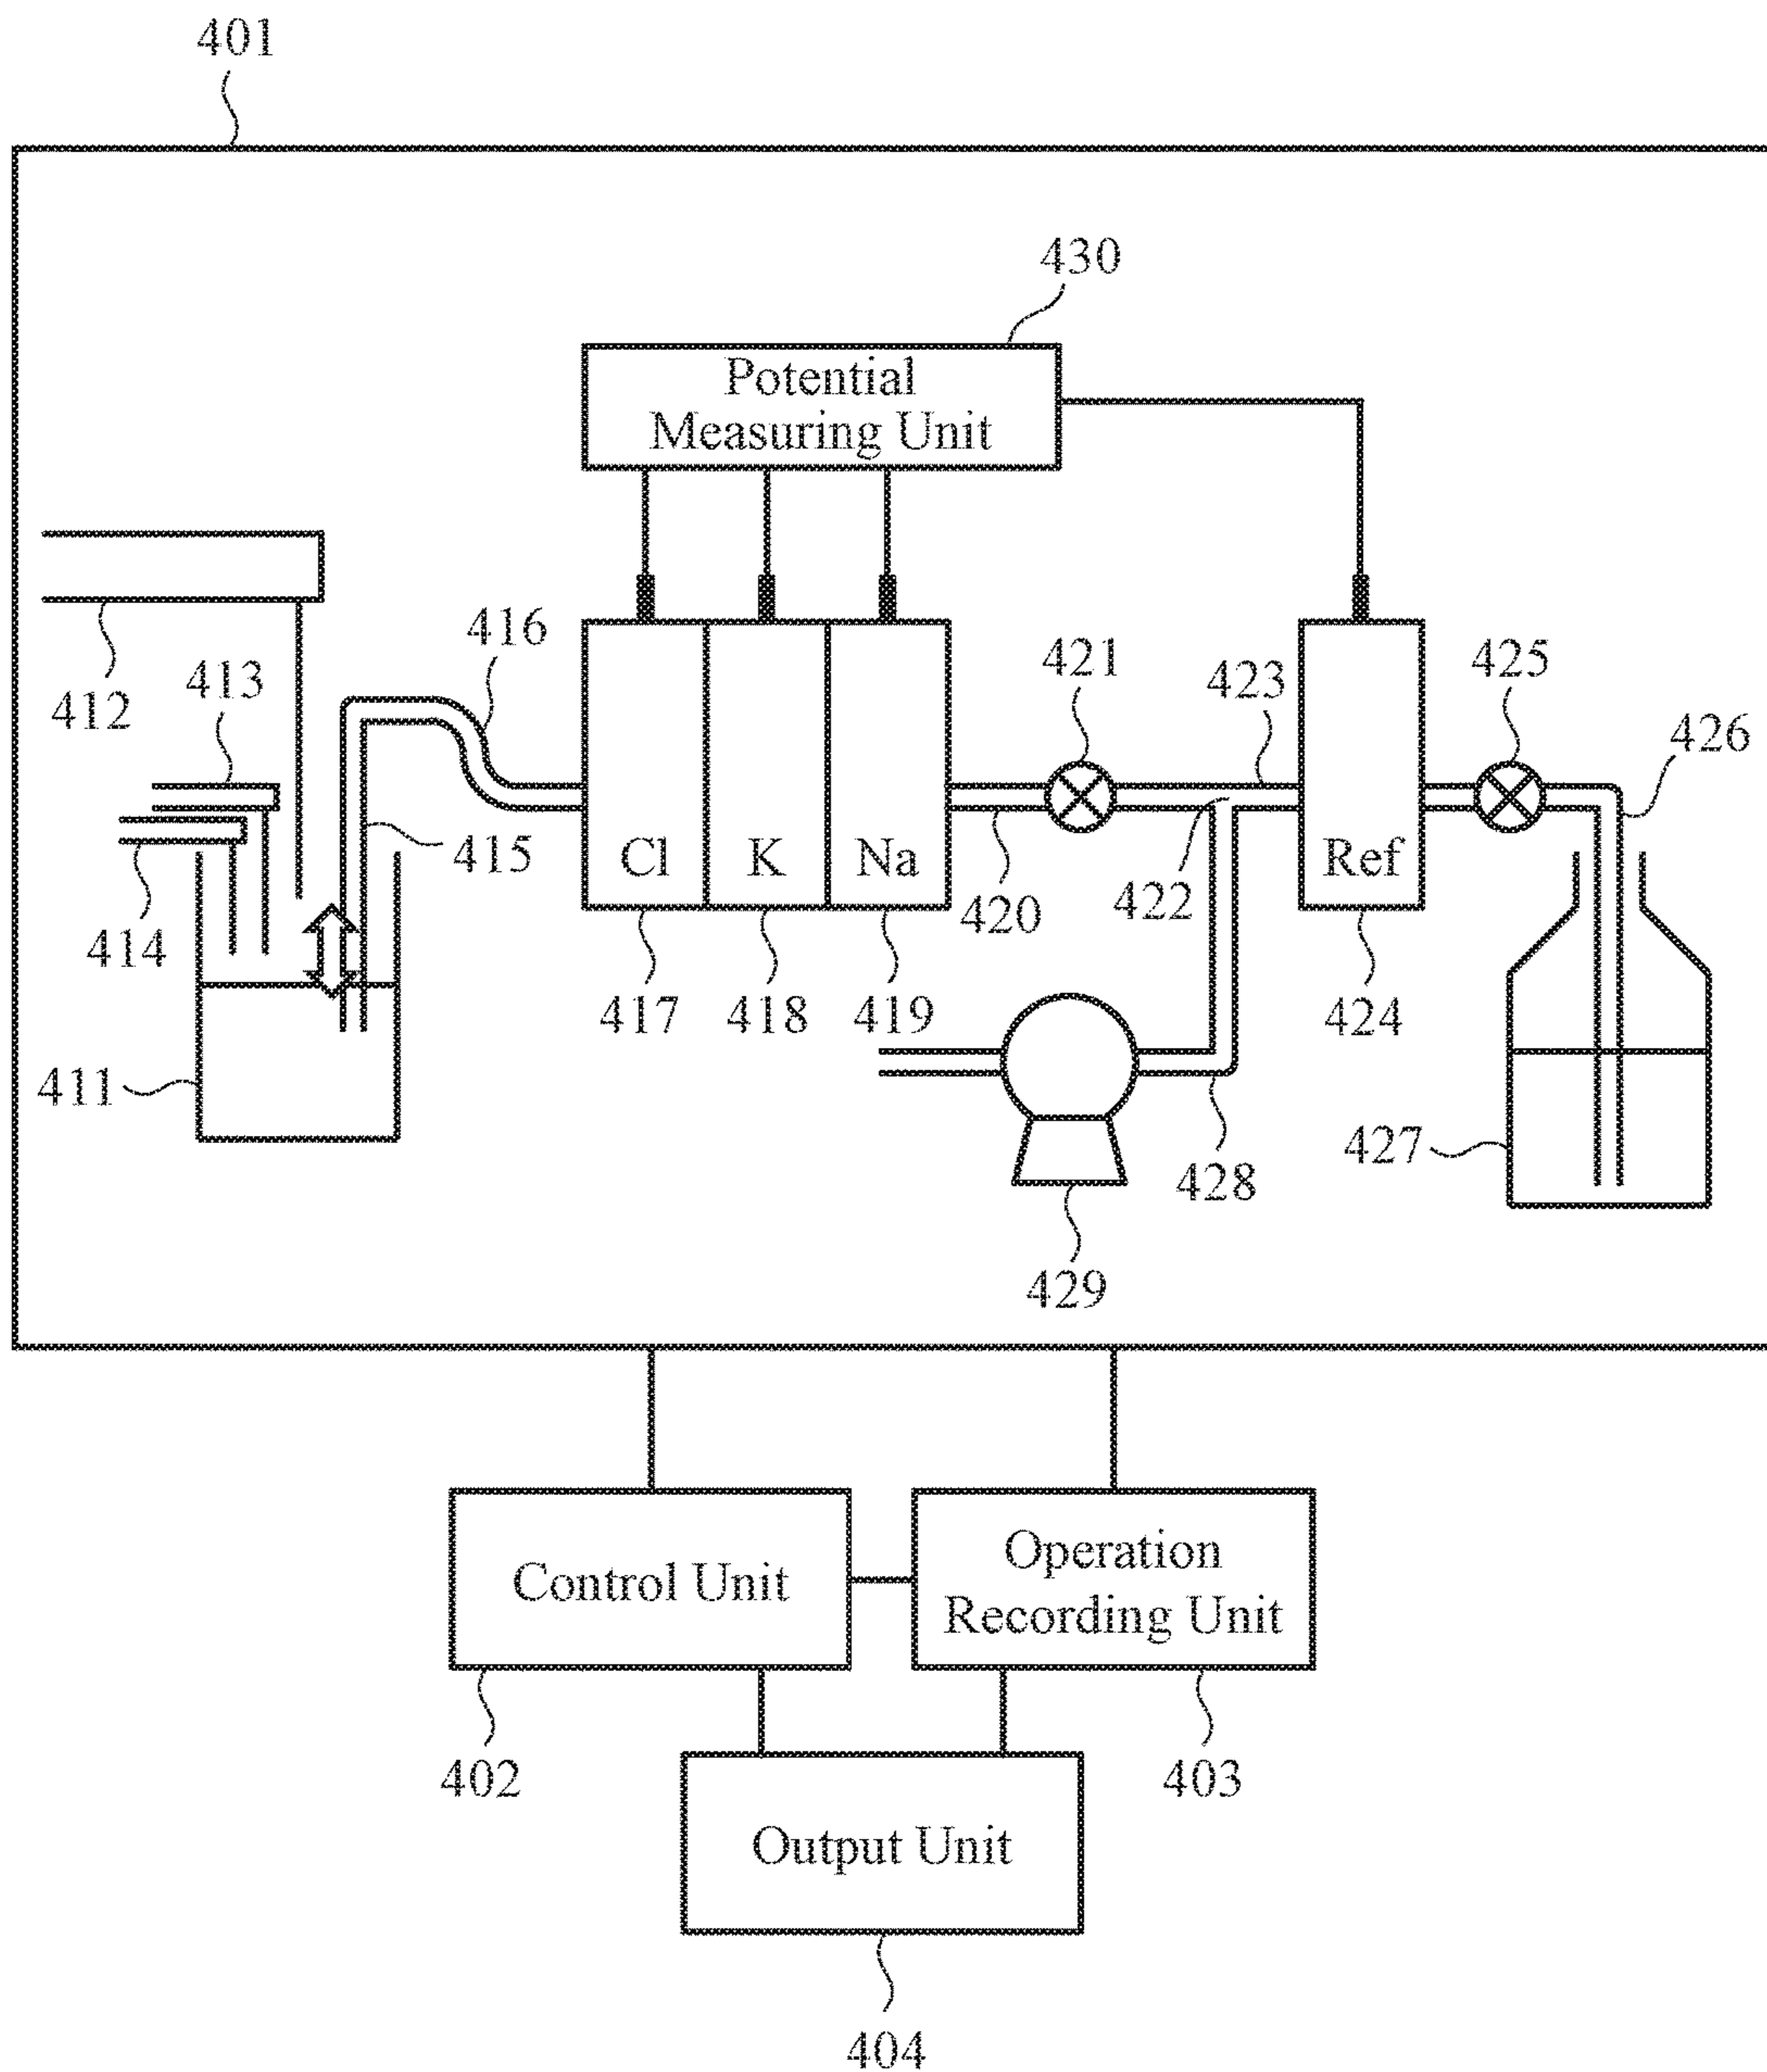 401
430
Potential
Measuring Unit
416
412
413
421
423
425
426
415
Cl
K
Na
Ref
420
422
414
417
418
419
424
411
427
428
429
Control Unit
Operation
Recording Unit
402
403
Output Unit
404